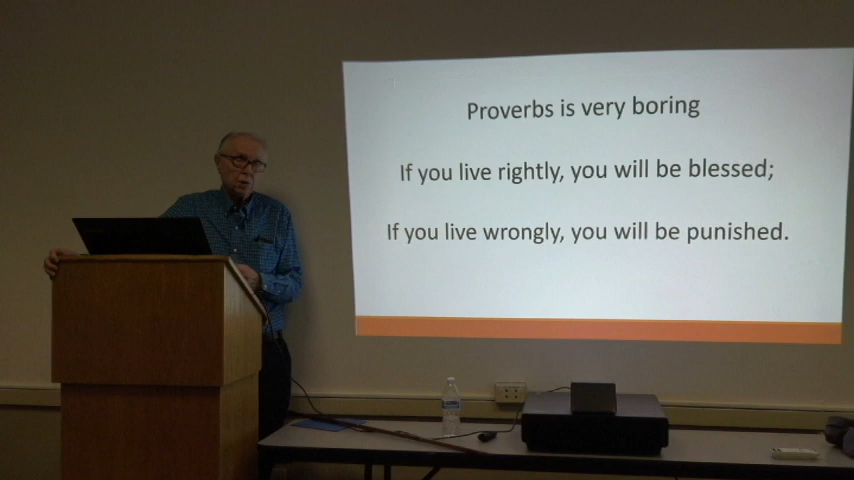 Proverbs is very boring
If you live rightly, you will be blessed;
If you live wrongly, you will be punished.